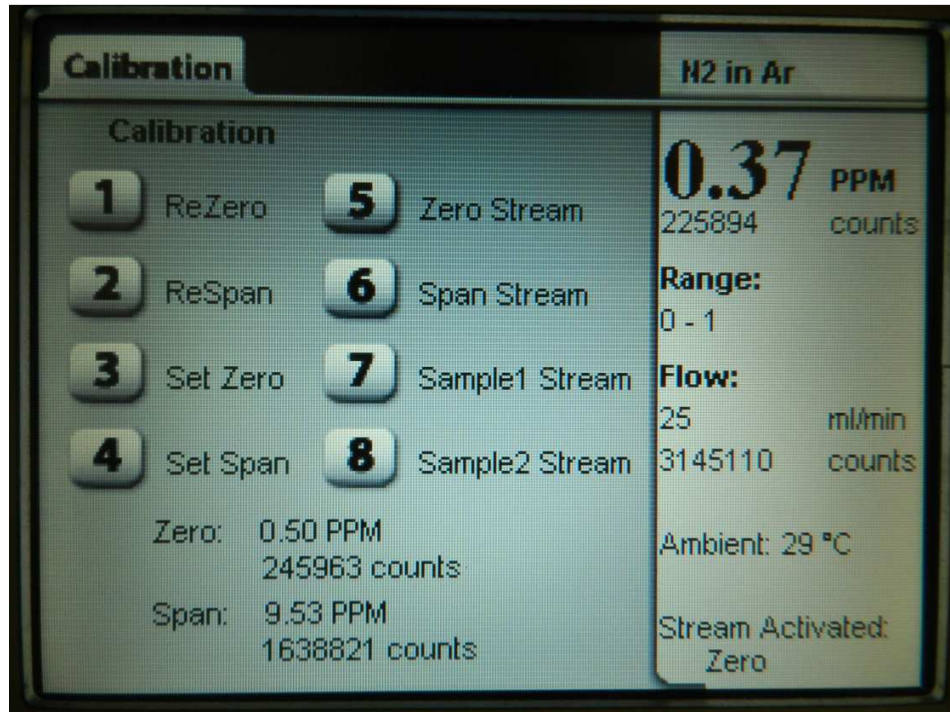 Calibration
N2 in Ar
Calibration
1 ReZero
5 Zero Stream
2 ReSpan
6 Span Stream
3 Set Zero
7 Sample1 Stream
4 Set Span
8 Sample2 Stream
Zero: 0.50 PPM
245963 counts
Span: 9.53 PPM
1638821 counts
0.37 PPM
225894 counts
Range:
0 - 1
Flow:
25 ml/min
3145110 counts
Ambient: 29 °C
Stream Activated:
Zero